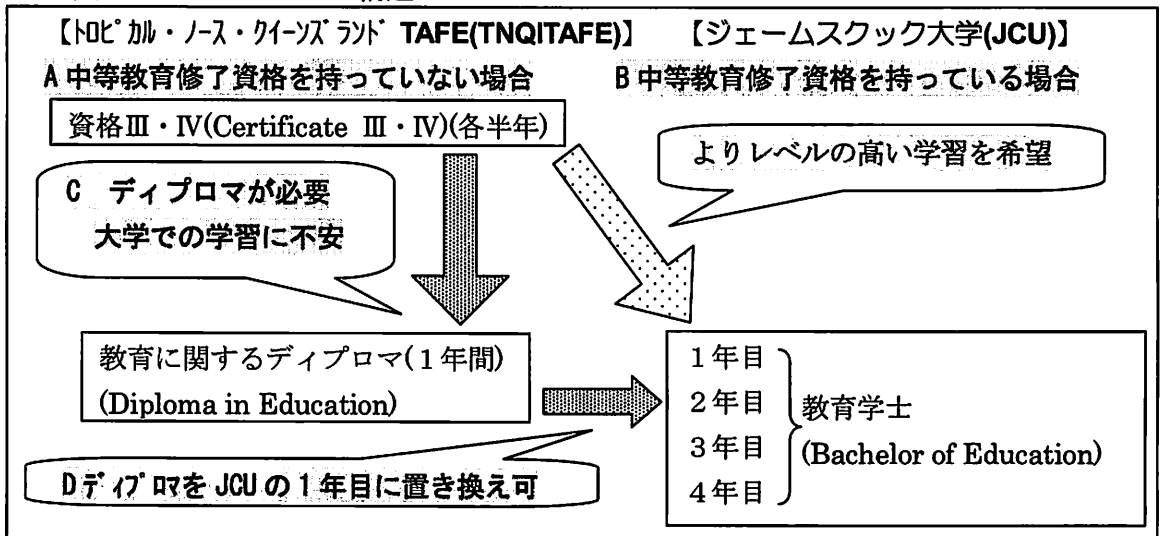 【ﾄﾛﾋﾟｶﾙ・ﾉｰｽ・ｸｲｰﾝｽﾞﾗﾝﾄﾞ TAFE(TNQITAFE)】 【ジェームスクック大学(JCU)】
A 中等教育修了資格を持っていない場合 B 中等教育修了資格を持っている場合
資格Ⅲ・Ⅳ(Certificate Ⅲ・Ⅳ)(各半年)
よりレベルの高い学習を希望
C ディプロマが必要
大学での学習に不安
教育に関するディプロマ(１年間)
(Diploma in Education)
１年目
２年目
３年目
４年目
教育学士
(Bachelor of Education)
Dﾃﾞｨﾌﾟﾛﾏを JCU の１年目に置き換え可